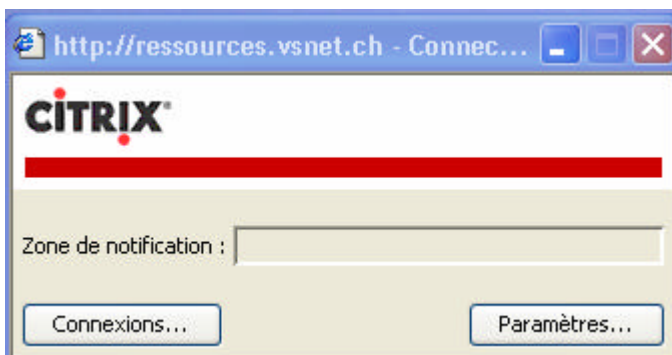 http://ressources.vsnet.ch - Connec...
CITRIX
Zone de notification :
Connexions... Paramètres...